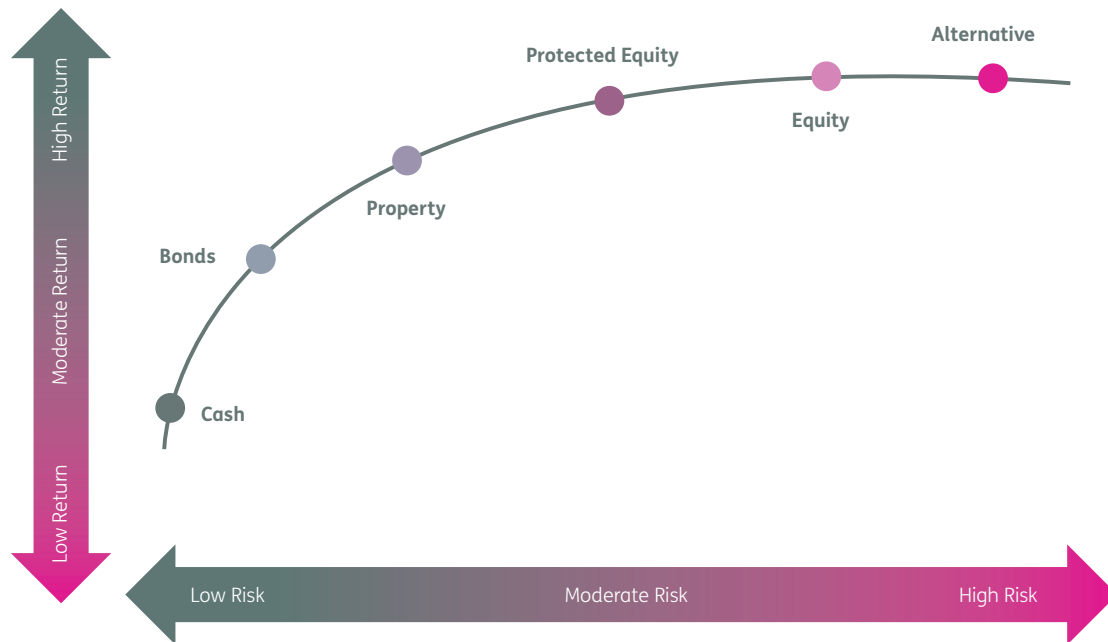 Alternative
Protected Equity
Equity
Property
Bonds
Cash
High Return
Moderate Return
Low Return
Low Risk
Moderate Risk
High Risk